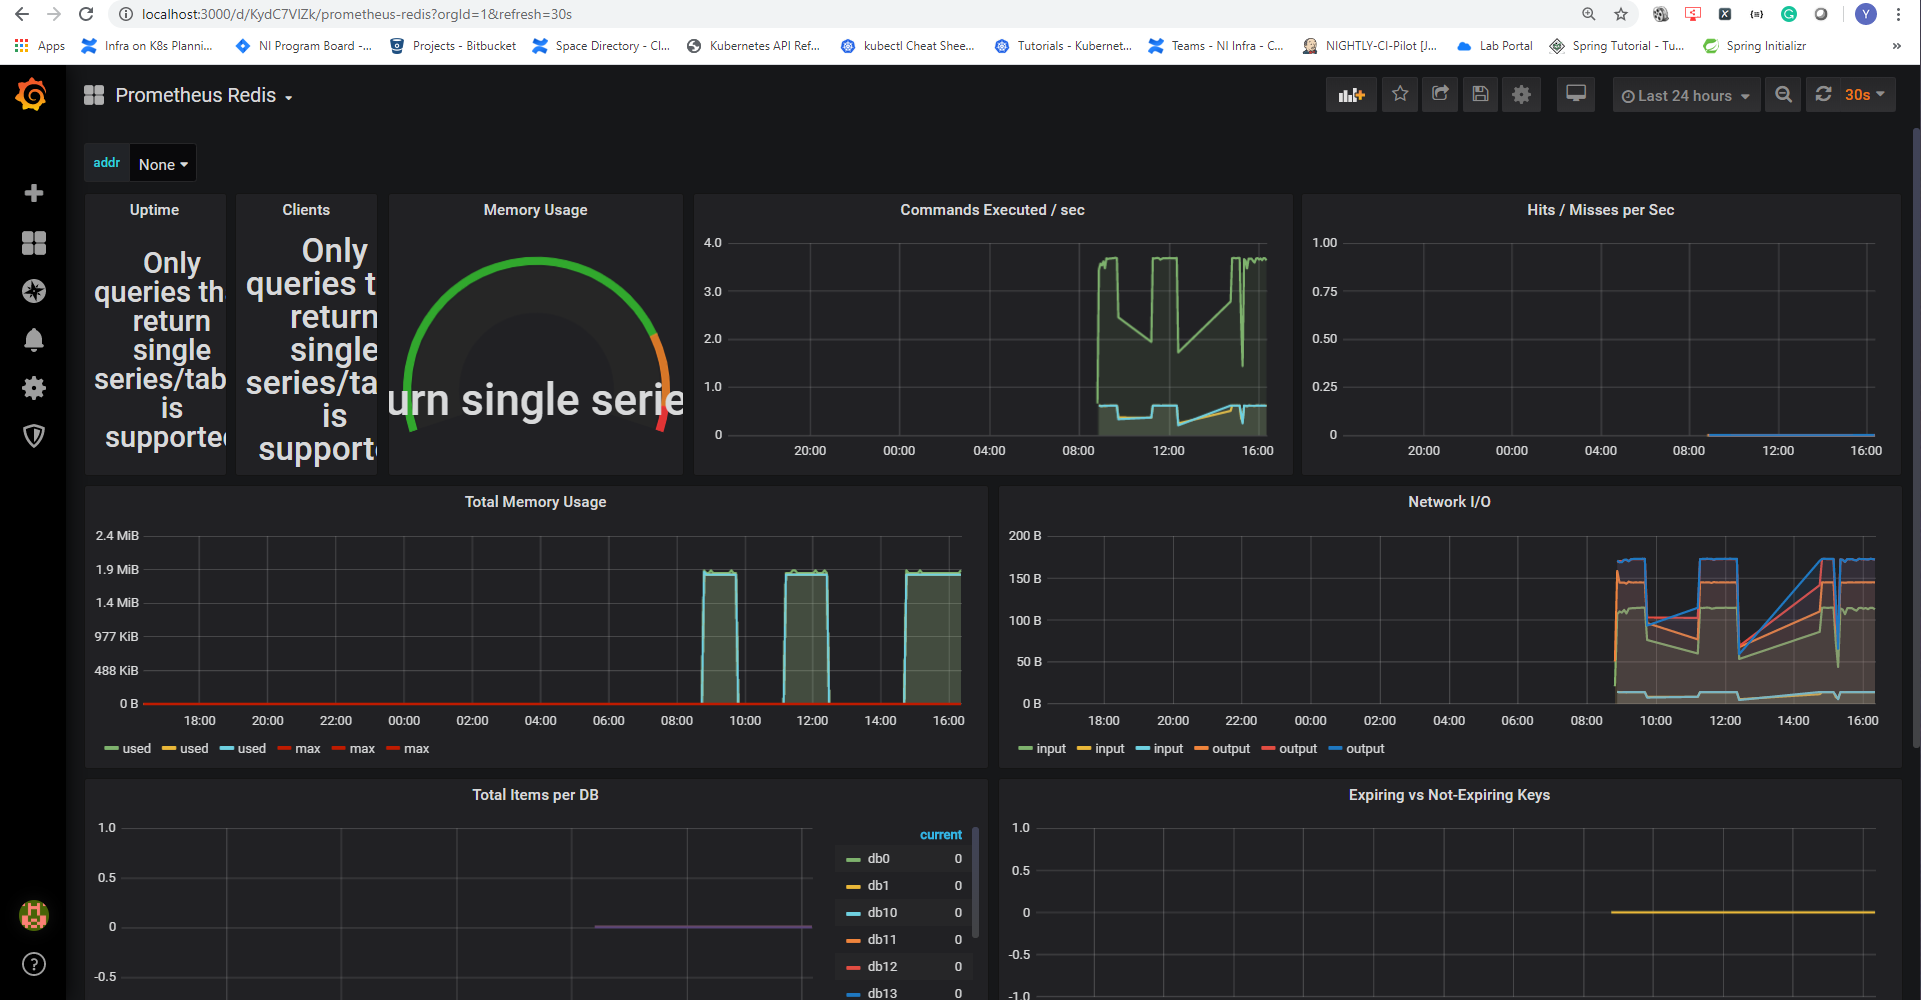 localhost:3000/d/KydC7VIZk/prometheus-redis?orgId=1&refresh=30s
Y
Apps Infra on K8s Planni... NI Program Board -... Projects - Bitbucket Space Directory - Cl... Kubernetes API Ref... kubectl Cheat Shee... Tutorials - Kubernet... Teams - NI Infra - C... NIGHTLY-CI-Pilot [J... Lab Portal Spring Tutorial - Tu... Spring Initializr »
Prometheus Redis
Last 24 hours
30s
addr None
Uptime
Only
queries th
return
single
series/tab
is
supported
Clients
Only
queries t
return
single
series/ta
is
support
Memory Usage
urn single serie
Commands Executed / sec
4.0
3.0
2.0
1.0
0
20:00 00:00 04:00 08:00 12:00 16:00
Hits / Misses per Sec
1.00
0.75
0.50
0.25
0
20:00 00:00 04:00 08:00 12:00 16:00
Total Memory Usage
2.4 MiB
1.9 MiB
1.4 MiB
977 KiB
488 KiB
0 B
18:00 20:00 22:00 00:00 02:00 04:00 06:00 08:00 10:00 12:00 14:00 16:00
used used used max max max
Network I/O
200 B
150 B
100 B
50 B
0 B
18:00 20:00 22:00 00:00 02:00 04:00 06:00 08:00 10:00 12:00 14:00 16:00
input input input output output output
Total Items per DB
1.0
0.5
0
-0.5
current
db0 0
db1 0
db10 0
db11 0
db12 0
db13 0
Expiring vs Not-Expiring Keys
1.0
0.5
0
-0.5
-1.0